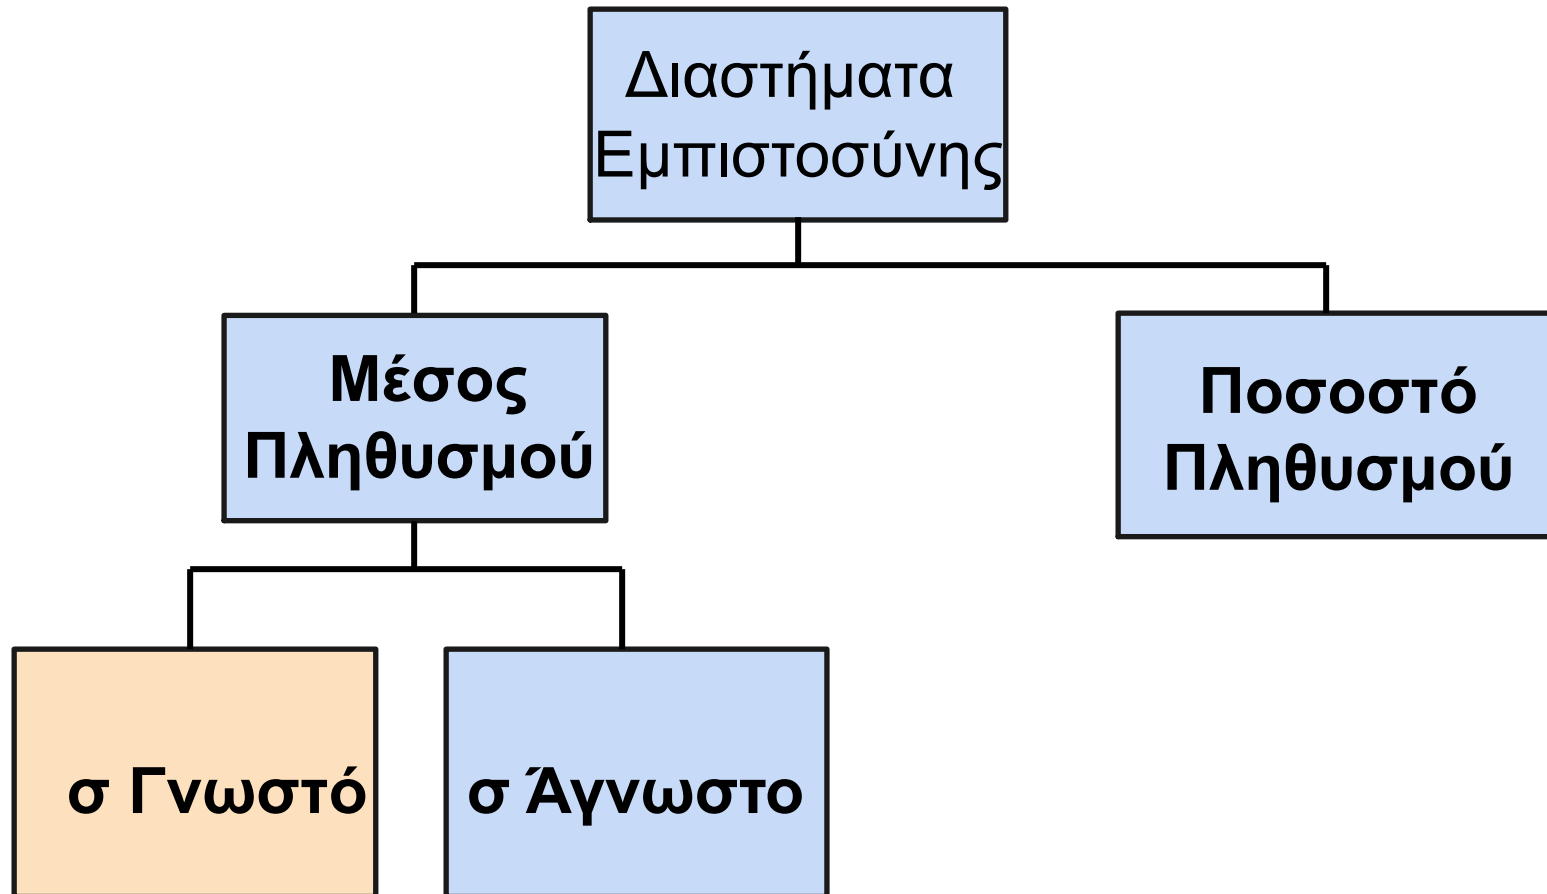 Διαστήματα
Εμπιστοσύνης
Μέσος
Πληθυσμού
Ποσοστό
Πληθυσμού
σ Γνωστό
σ Άγνωστο